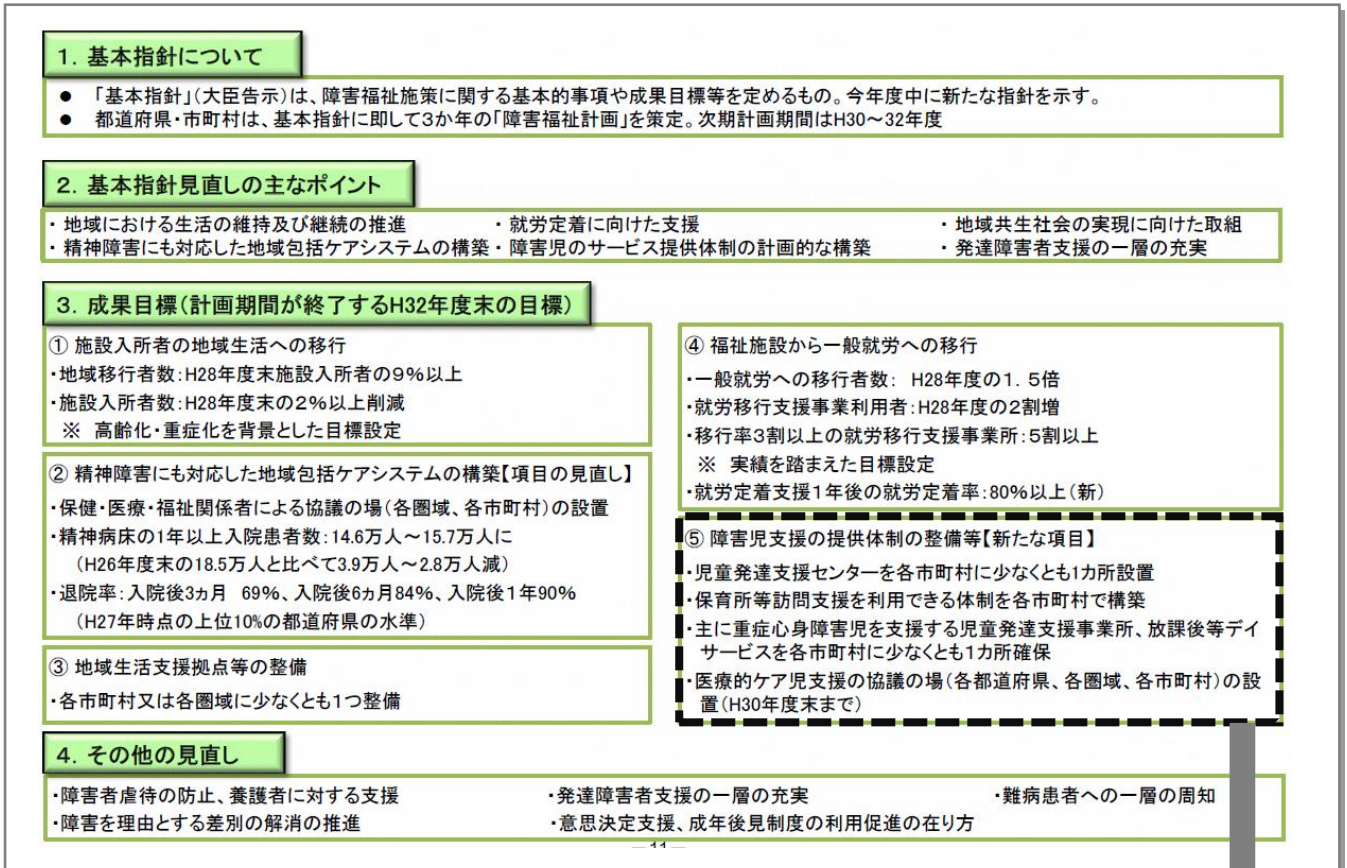 1．基本指針について
● 「基本指針」（大臣告示）は、障害福祉施策に関する基本的事項や成果目標等を定めるもの。今年度中に新たな指針を示す。
● 都道府県・市町村は、基本指針に即して3か年の「障害福祉計画」を策定。次期計画期間はH30～32年度
2．基本指針見直しの主なポイント
・地域における生活の維持及び継続の推進 ・就労定着に向けた支援 ・地域共生社会の実現に向けた取組
・精神障害にも対応した地域包括ケアシステムの構築 ・障害児のサービス提供体制の計画的な構築 ・発達障害者支援の一層の充実
3．成果目標（計画期間が終了するH32年度末の目標）
① 施設入所者の地域生活への移行
・地域移行者数：H28年度末施設入所者の9％以上
・施設入所者数：H28年度末の2％以上削減
※ 高齢化・重症化を背景とした目標設定
② 精神障害にも対応した地域包括ケアシステムの構築【項目の見直し】
・保健・医療・福祉関係者による協議の場（各圏域、各市町村）の設置
・精神病床の1年以上入院患者数：14.6万人～15.7万人に
（H26年度末の18.5万人と比べて3.9万人～2.8万人減）
・退院率：入院後3ヵ月 69％、入院後6ヵ月84％、入院後1年90％
（H27年時点の上位10％の都道府県の水準）
③ 地域生活支援拠点等の整備
・各市町村又は各圏域に少なくとも1つ整備
④ 福祉施設から一般就労への移行
・一般就労への移行者数： H28年度の1．5倍
・就労移行支援事業利用者：H28年度の2割増
・移行率3割以上の就労移行支援事業所：5割以上
※ 実績を踏まえた目標設定
・就労定着支援1年後の就労定着率：80％以上（新）
⑤ 障害児支援の提供体制の整備等【新たな項目】
・児童発達支援センターを各市町村に少なくとも1カ所設置
・保育所等訪問支援を利用できる体制を各市町村で構築
・主に重症心身障害児を支援する児童発達支援事業所、放課後等デイ
サービスを各市町村に少なくとも1カ所確保
・医療的ケア児支援の協議の場（各都道府県、各圏域、各市町村）の設
置（H30年度末まで）
4．その他の見直し
・障害者虐待の防止、養護者に対する支援 ・発達障害者支援の一層の充実 ・難病患者への一層の周知
・障害を理由とする差別の解消の推進 ・意思決定支援、成年後見制度の利用促進の在り方
－11－